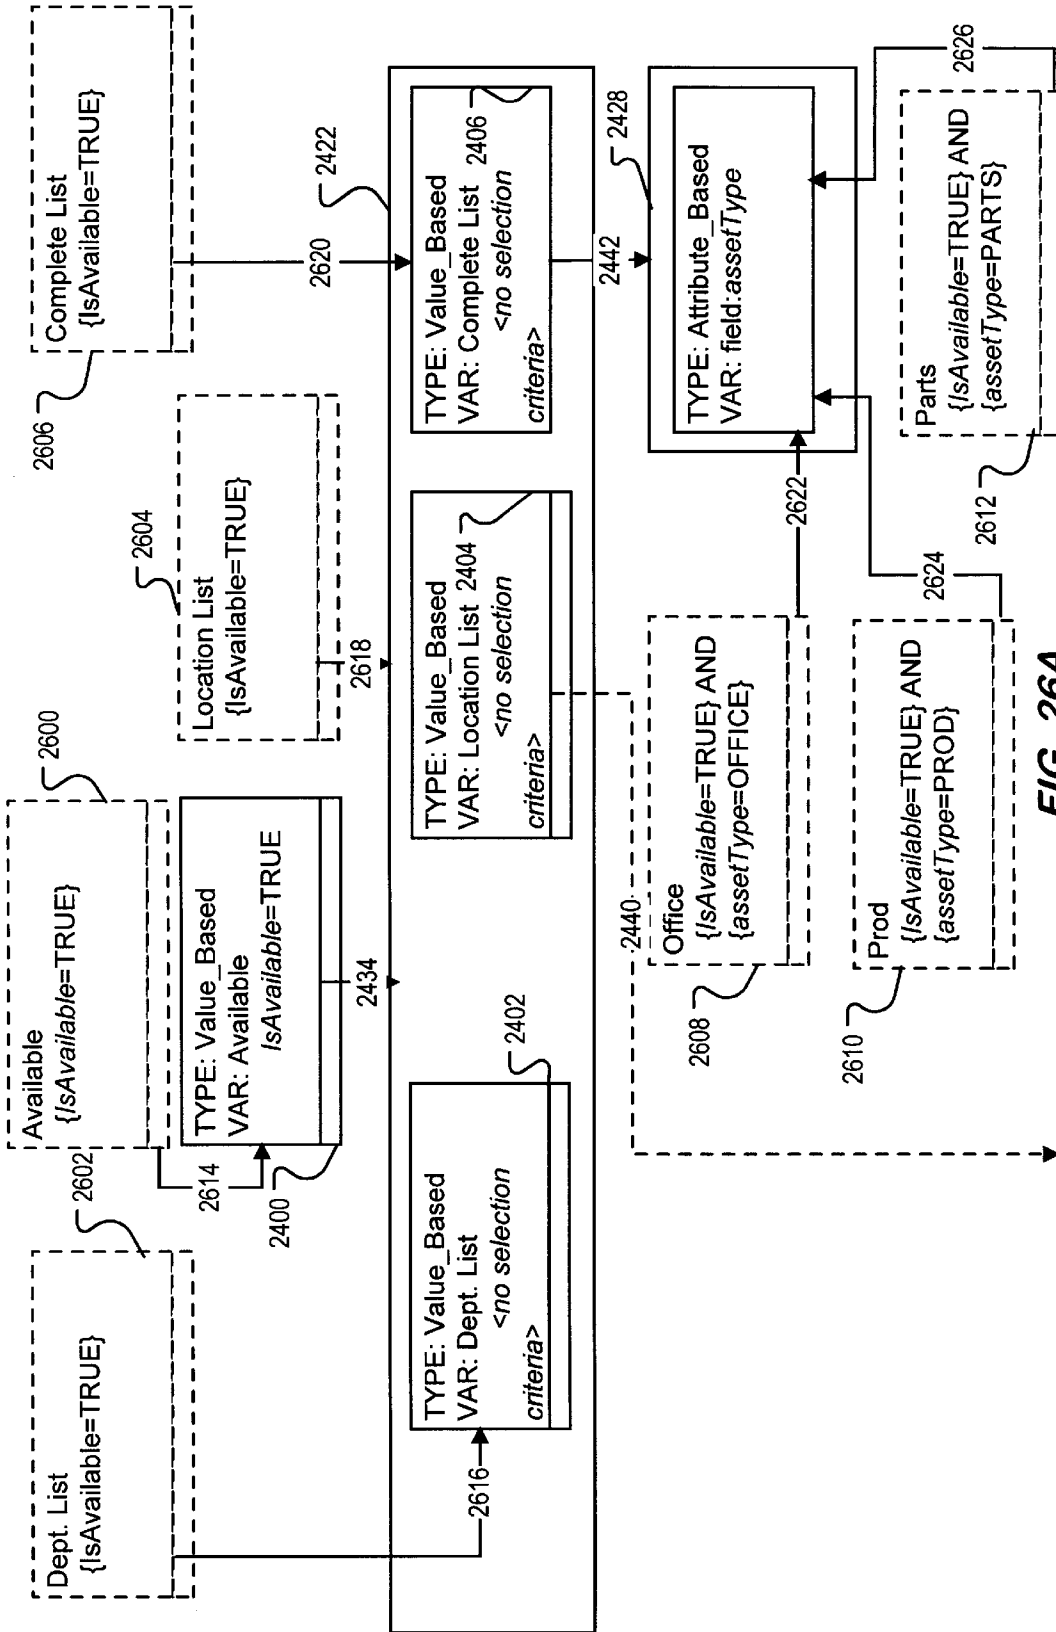 Dept. List
{IsAvailable=TRUE}
2602
Available
{IsAvailable=TRUE}
2600
2614
TYPE: Value_Based
VAR: Available
IsAvailable=TRUE
2400
2434
Location List
{IsAvailable=TRUE}
2604
2618
Complete List
{IsAvailable=TRUE}
2606
2620
2422
2616
TYPE: Value_Based
VAR: Dept. List
<no selection
criteria>
2402
TYPE: Value_Based
VAR: Location List 2404
<no selection
criteria>
TYPE: Value_Based
VAR: Complete List 2406
<no selection
criteria>
2440
2442
2428
TYPE: Attribute_Based
VAR: field:assetType
Office
{IsAvailable=TRUE} AND
{assetType=OFFICE}
2608
2622
Prod
{IsAvailable=TRUE} AND
{assetType=PROD}
2610
2624
Parts
{IsAvailable=TRUE} AND
{assetType=PARTS}
2612
2626
FIG. 26A